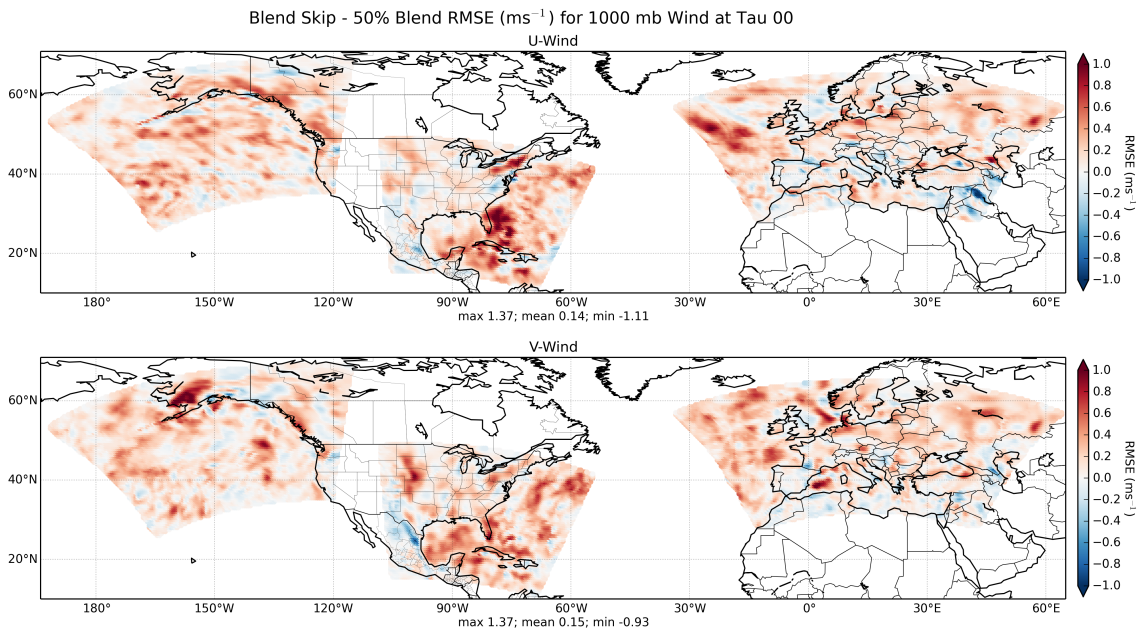 Blend Skip - 50% Blend RMSE (ms⁻¹) for 1000 mb Wind at Tau 00
U-Wind
60°N
40°N
20°N
180° 150°W 120°W 90°W 60°W 30°W 0° 30°E 60°E
max 1.37; mean 0.14; min -1.11
1.0
0.8
0.6
0.4
0.2
0.0
−0.2
−0.4
−0.6
−0.8
−1.0
RMSE (ms⁻¹)
V-Wind
60°N
40°N
20°N
180° 150°W 120°W 90°W 60°W 30°W 0° 30°E 60°E
max 1.37; mean 0.15; min -0.93
1.0
0.8
0.6
0.4
0.2
0.0
−0.2
−0.4
−0.6
−0.8
−1.0
RMSE (ms⁻¹)